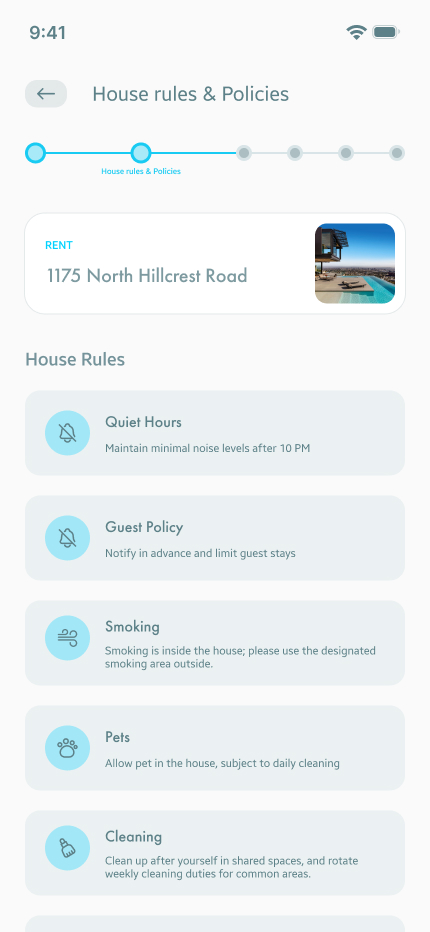 9:41
House rules & Policies
House rules & Policies
RENT
1175 North Hillcrest Road
House Rules
Quiet Hours
Maintain minimal noise levels after 10 PM
Guest Policy
Notify in advance and limit guest stays
Smoking
Smoking is inside the house; please use the designated
smoking area outside.
Pets
Allow pet in the house, subject to daily cleaning
Cleaning
Clean up after yourself in shared spaces, and rotate
weekly cleaning duties for common areas.